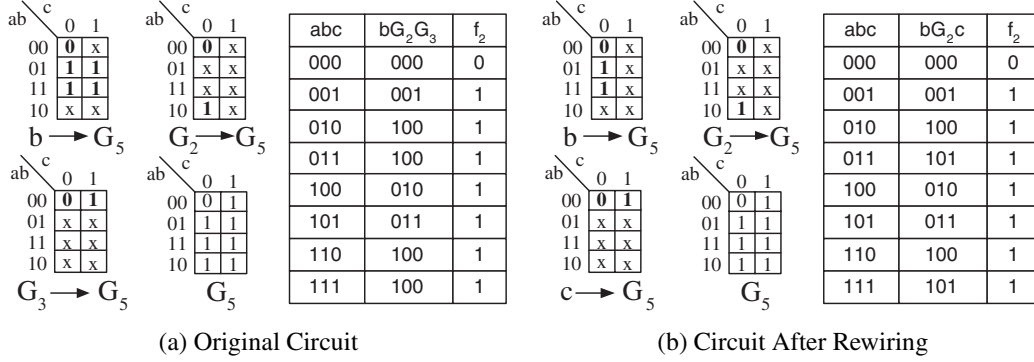 c
ab
0 1
00 0 x
01 1 1
11 1 1
10 x x
b → G5
c
ab
0 1
00 0 x
01 x x
11 x x
10 1 x
G2 → G5
c
ab
0 1
00 0 1
01 x x
11 x x
10 x x
G3 → G5
c
ab
0 1
00 0 1
01 1 1
11 1 1
10 1 1
G5
abc bG2G3 f2
000 000 0
001 001 1
010 100 1
011 100 1
100 010 1
101 011 1
110 100 1
111 100 1
(a) Original Circuit
c
ab
0 1
00 0 x
01 1 x
11 1 x
10 x x
b → G5
c
ab
0 1
00 0 x
01 x x
11 x x
10 1 x
G2 → G5
c
ab
0 1
00 0 1
01 x x
11 x x
10 x x
c → G5
c
ab
0 1
00 0 1
01 1 1
11 1 1
10 1 1
G5
abc bG2c f2
000 000 0
001 001 1
010 100 1
011 101 1
100 010 1
101 011 1
110 100 1
111 101 1
(b) Circuit After Rewiring